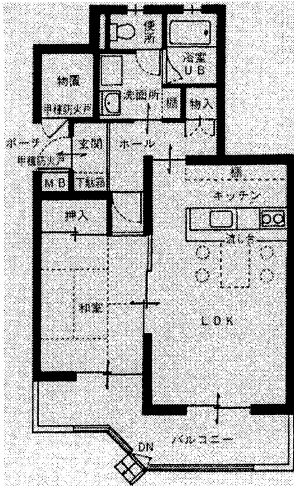 便所
浴室
UB
物置
洗面所
棚
物入
甲種防火戸
ポーチ
玄関
ホール
甲種防火戸
MB
下駄箱
棚
押入
キッチン
流し台
和室
LDK
DN
バルコニー